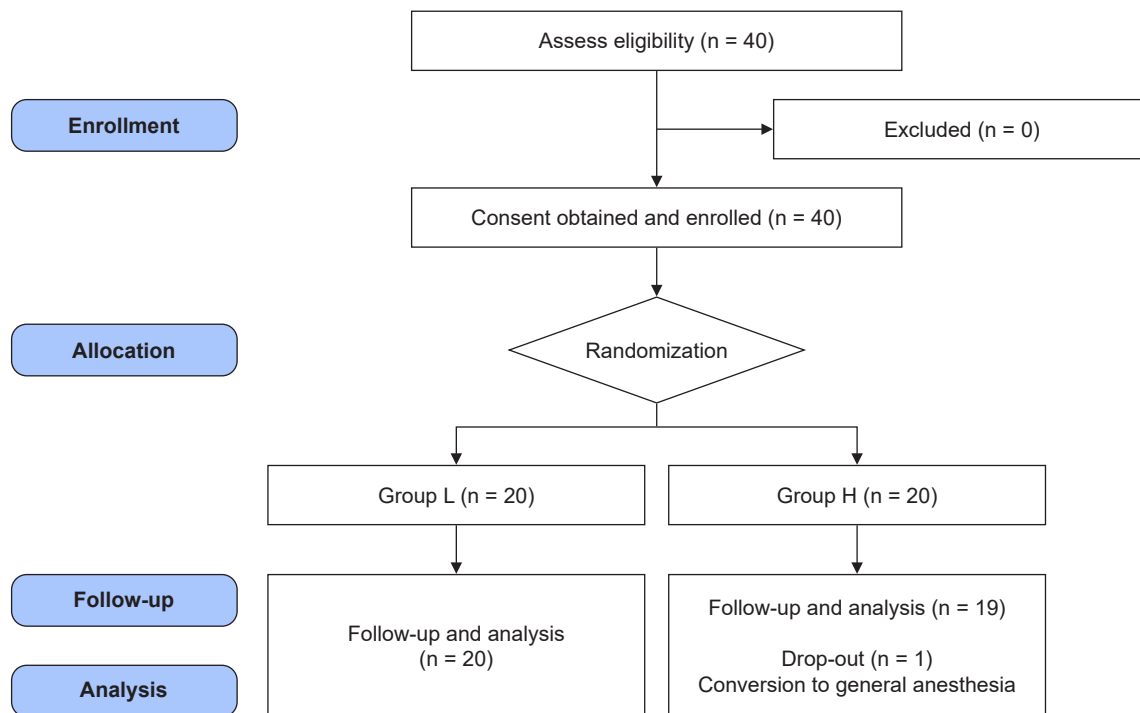 Assess eligibility (n = 40)
Enrollment
Excluded (n = 0)
Consent obtained and enrolled (n = 40)
Allocation
Randomization
Group L (n = 20)
Group H (n = 20)
Follow-up
Follow-up and analysis
(n = 20)
Follow-up and analysis (n = 19)
Drop-out (n = 1)
Conversion to general anesthesia
Analysis